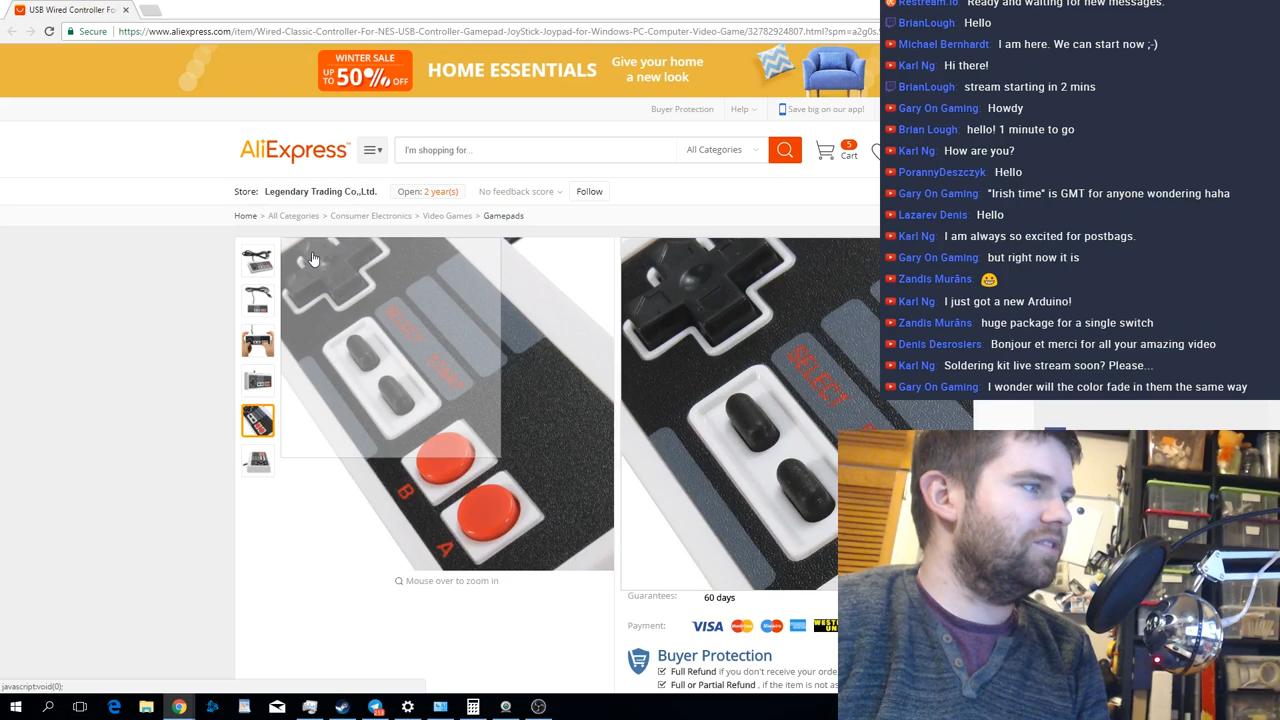 USB Wired Controller Fo
Secure
https://www.aliexpress.com/item/Wired-Classic-Controller-For-NES-USB-Controller-Gamepad-JoyStick-Joypad-for-Windows-PC-Computer-Video-Game/32782924807.html?spm=a2g0s.
WINTER SALE
UP TO 50% OFF
HOME ESSENTIALS
Give your home
a new look
Buyer Protection
Help
Save big on our app!
AliExpress
I'm shopping for...
All Categories
5
Cart
Store: Legendary Trading Co,.Ltd.
Open: 2 year(s)
No feedback score
Follow
Home > All Categories > Consumer Electronics > Video Games > Gamepads
SELECT START
B
A
SELECT
Mouse over to zoom in
Guarantees: 60 days
Payment: VISA
Maestro
WESTERN
Buyer Protection
Full Refund if you don't receive your orde
Full or Partial Refund , if the item is not as
javascript:void(0);
Restream.io Ready and waiting for new messages.
BrianLough: Hello
Michael Bernhardt: I am here. We can start now ;-)
Karl Ng: Hi there!
BrianLough: stream starting in 2 mins
Gary On Gaming: Howdy
Brian Lough: hello! 1 minute to go
Karl Ng: How are you?
PorannyDeszczyk: Hello
Gary On Gaming: "Irish time" is GMT for anyone wondering haha
Lazarev Denis: Hello
Karl Ng: I am always so excited for postbags.
Gary On Gaming: but right now it is
Zandis Murāns: 😀
Karl Ng: I just got a new Arduino!
Zandis Murāns: huge package for a single switch
Denis Desrosiers: Bonjour et merci for all your amazing video
Karl Ng: Soldering kit live stream soon? Please...
Gary On Gaming: I wonder will the color fade in them the same way